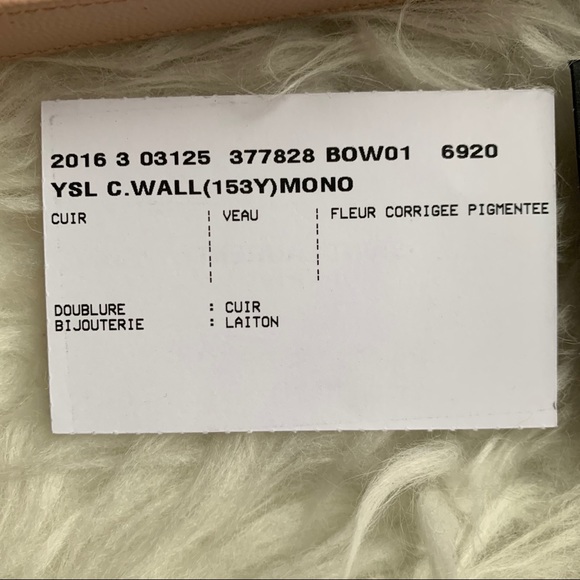 2016 3 03125 377828 BOW01 6920
YSL C.WALL(153Y)MONO
CUIR ¦ VEAU ¦ FLEUR CORRIGEE PIGMENTEE
DOUBLURE : CUIR
BIJOUTERIE : LAITON